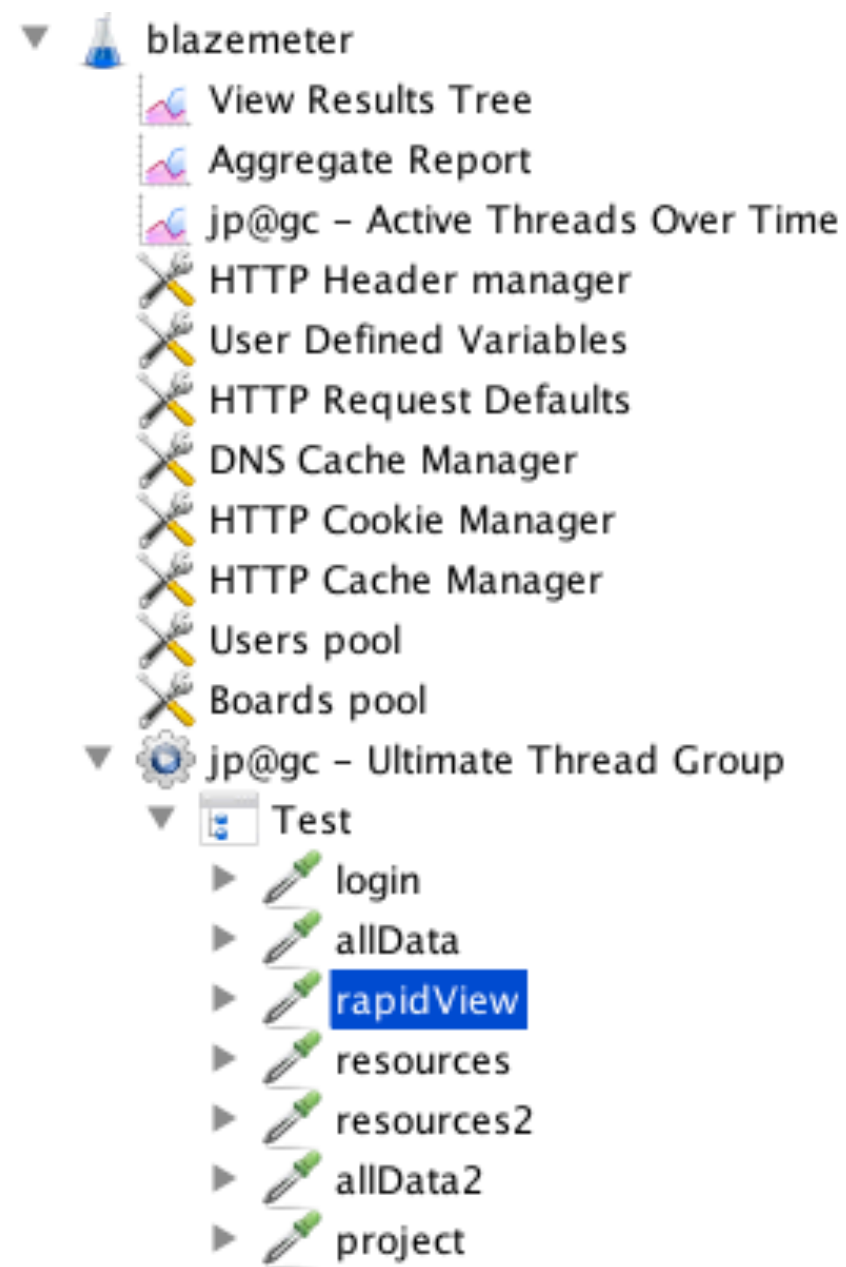 blazemeter
View Results Tree
Aggregate Report
jp@gc – Active Threads Over Time
HTTP Header manager
User Defined Variables
HTTP Request Defaults
DNS Cache Manager
HTTP Cookie Manager
HTTP Cache Manager
Users pool
Boards pool
jp@gc – Ultimate Thread Group
Test
login
allData
rapidView
resources
resources2
allData2
project